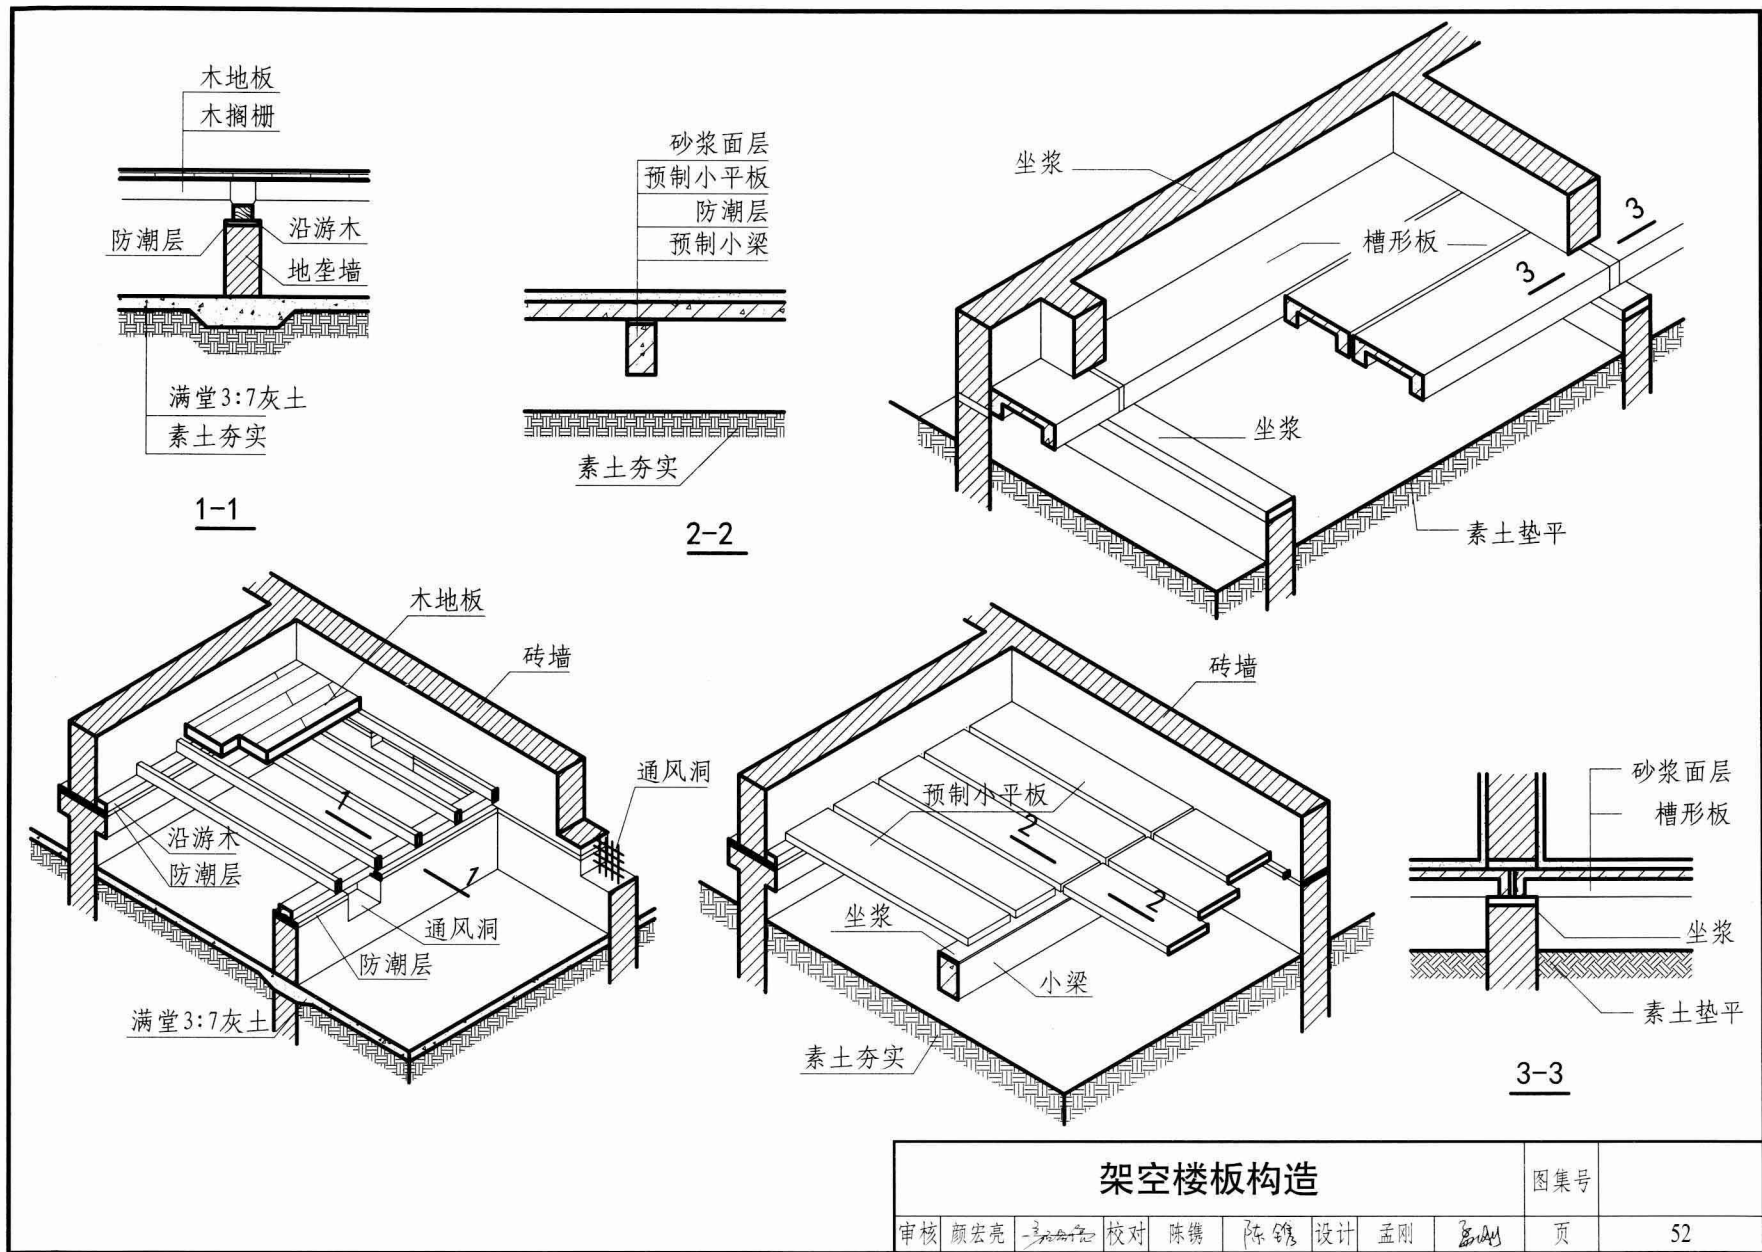 木地板
木搁栅
防潮层
沿游木
地垄墙
满堂3:7灰土
素土夯实
1-1
砂浆面层
预制小平板
防潮层
预制小梁
素土夯实
2-2
坐浆
槽形板
3
3
坐浆
素土垫平
木地板
砖墙
通风洞
1
1
沿游木
防潮层
通风洞
防潮层
满堂3:7灰土
砖墙
预制小平板
2
2
坐浆
小梁
素土夯实
砂浆面层
槽形板
坐浆
素土垫平
3-3
架空楼板构造
图集号
审核 颜宏亮 校对 陈镌 陈镌 设计 孟刚 孟刚 页 52